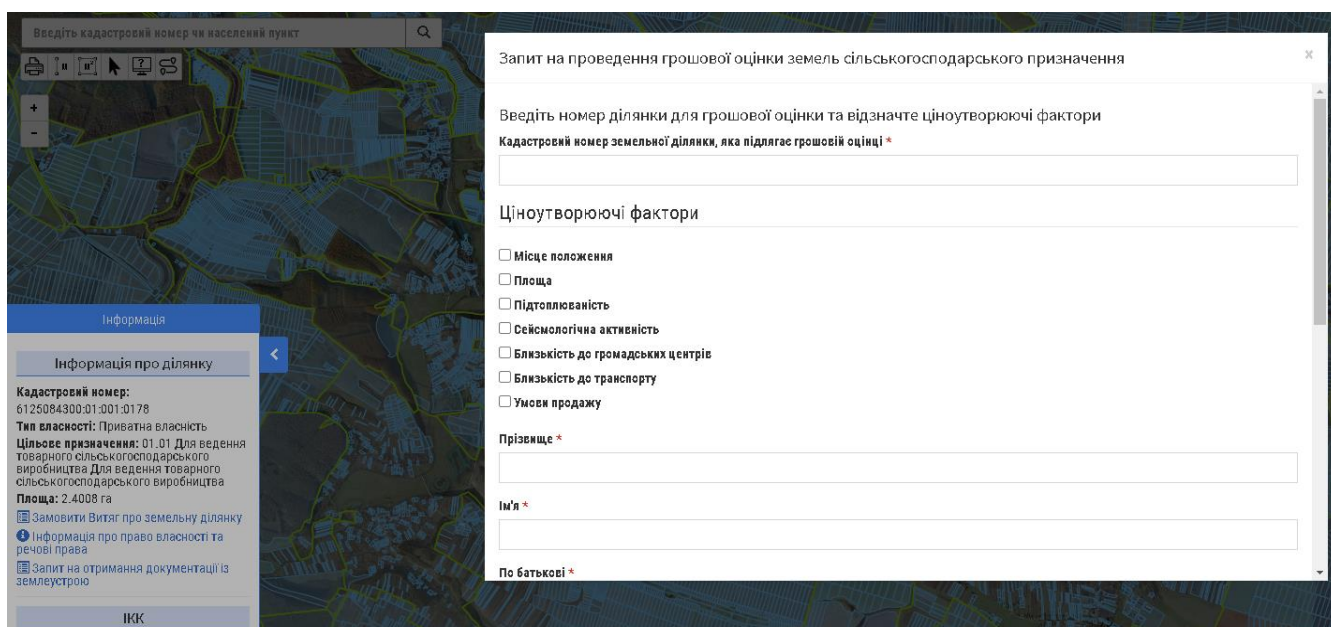 Введіть кадастровий номер чи населений пункт
+
-
Інформація
Інформація про ділянку
Кадастровий номер:
6125084300:01:001:0178
Тип власності: Приватна власність
Цільове призначення: 01.01 Для ведення
товарного сільськогосподарського
виробництва Для ведення товарного
сільськогосподарського виробництва
Площа: 2.4008 га
Замовити Витяг про земельну ділянку
Інформація про право власності та
речові права
Запит на отримання документації із
землеустрою
ІКК
Запит на проведення грошової оцінки земель сільськогосподарського призначення
×
Введіть номер ділянки для грошової оцінки та відзначте ціноутворюючі фактори
Кадастровий номер земельної ділянки, яка підлягає грошовій оцінці *
Ціноутворюючі фактори
Місце положення
Площа
Підтоплюваність
Сейсмологічна активність
Близькість до громадських центрів
Близькість до транспорту
Умови продажу
Прізвище *
Ім'я *
По батькові *